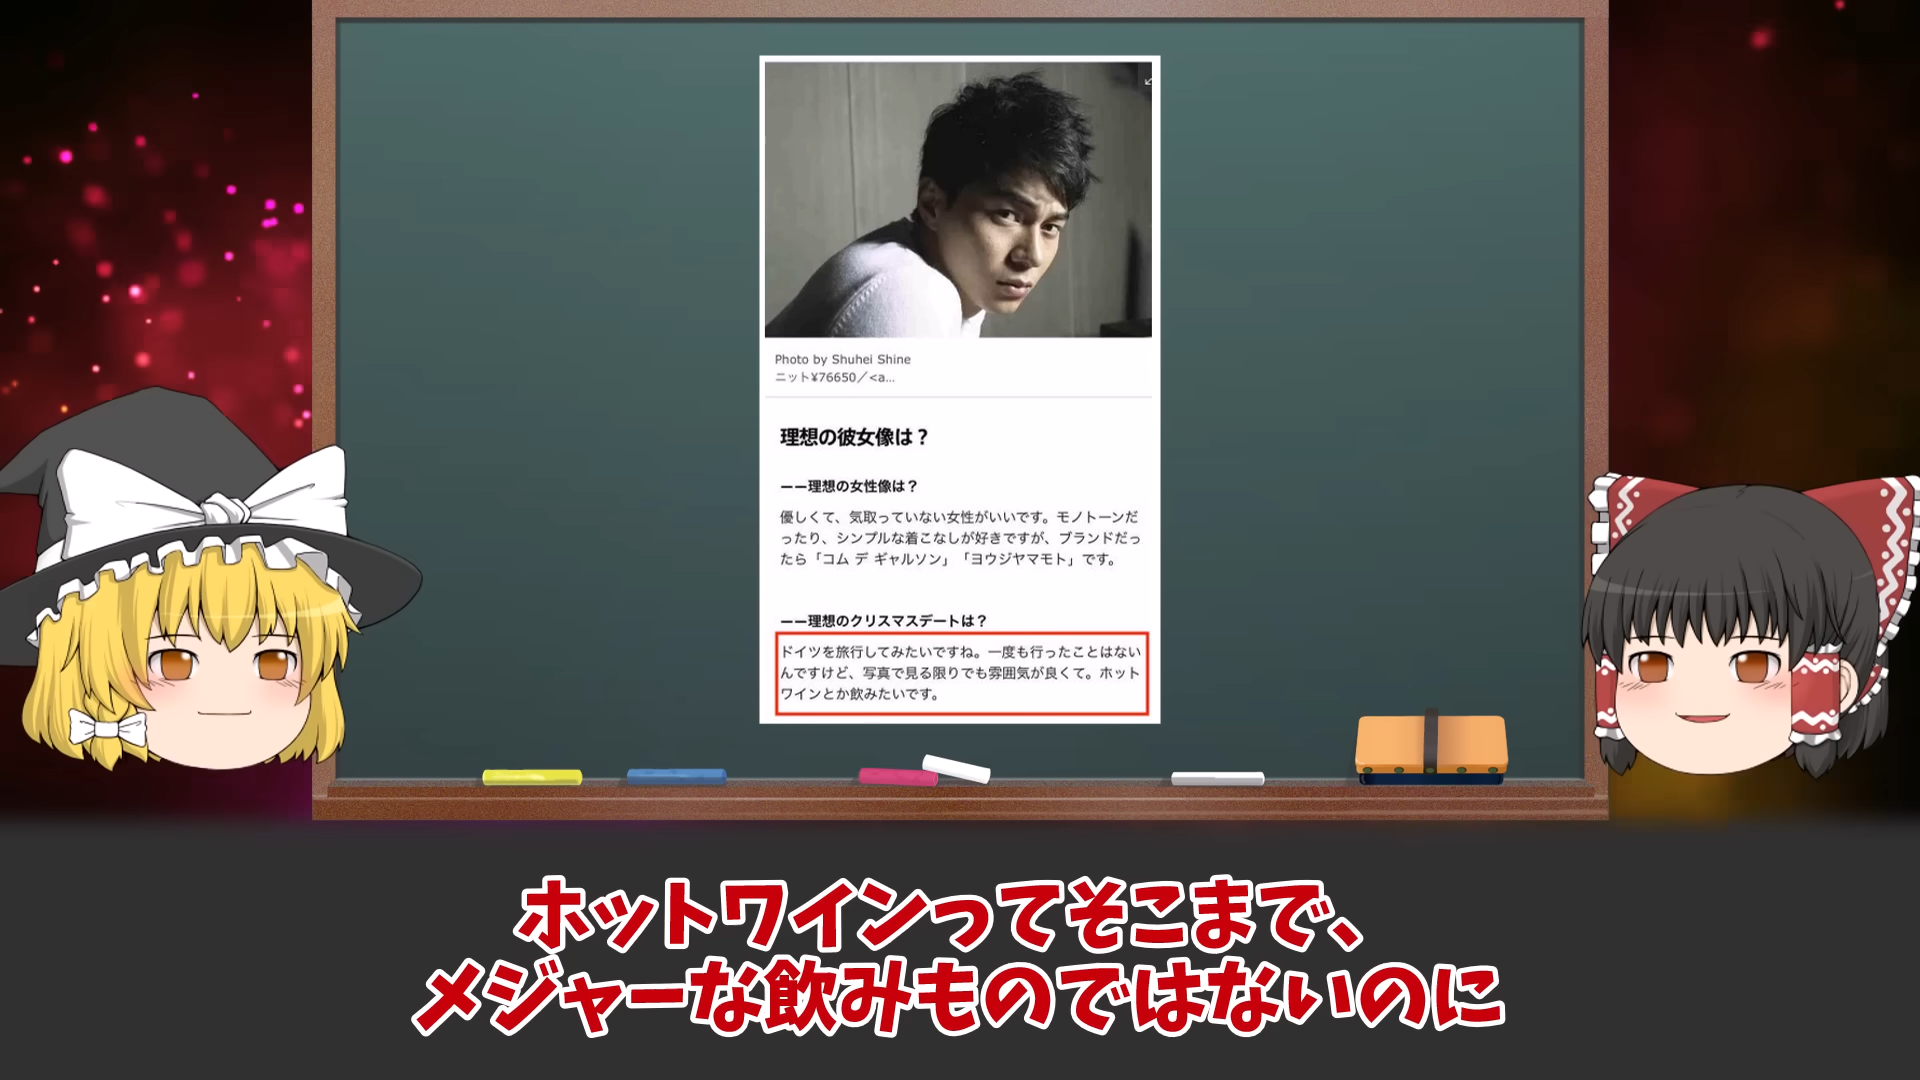 Photo by Shuhei Shine
ニット¥76650／<a...
理想の彼女像は？
ーー理想の女性像は？
優しくて、気取っていない女性がいいです。モノトーンだ
ったり、シンプルな着こなしが好きですが、ブランドだっ
たら「コム デ ギャルソン」「ヨウジヤマモト」です。
ーー理想のクリスマスデートは？
ドイツを旅行してみたいですね。一度も行ったことはない
んですけど、写真で見る限りでも雰囲気が良くて。ホット
ワインとか飲みたいです。
ホットワインってそこまで、
メジャーな飲みものではないのに